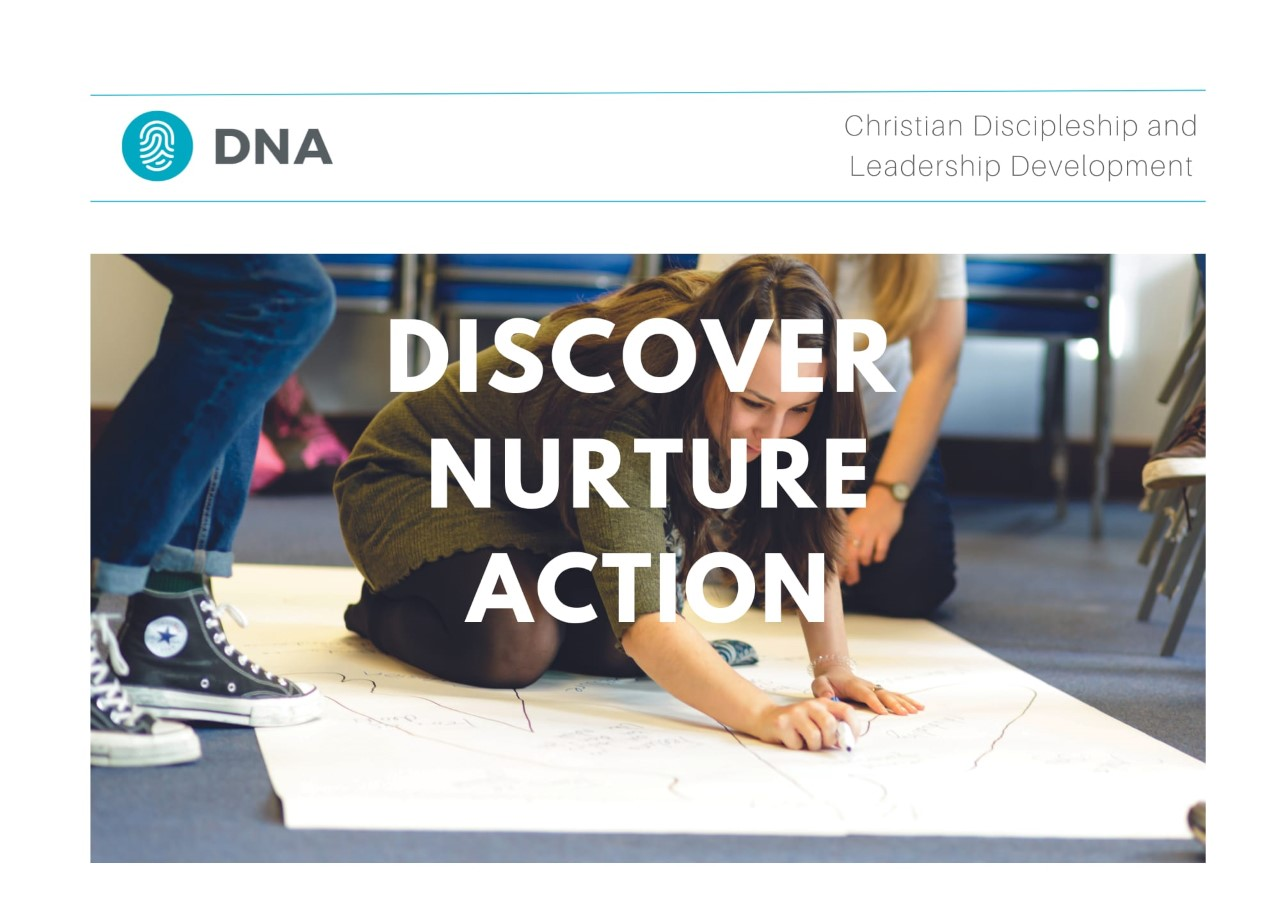 DNA
Christian Discipleship and
Leadership Development
DISCOVER
NURTURE
ACTION